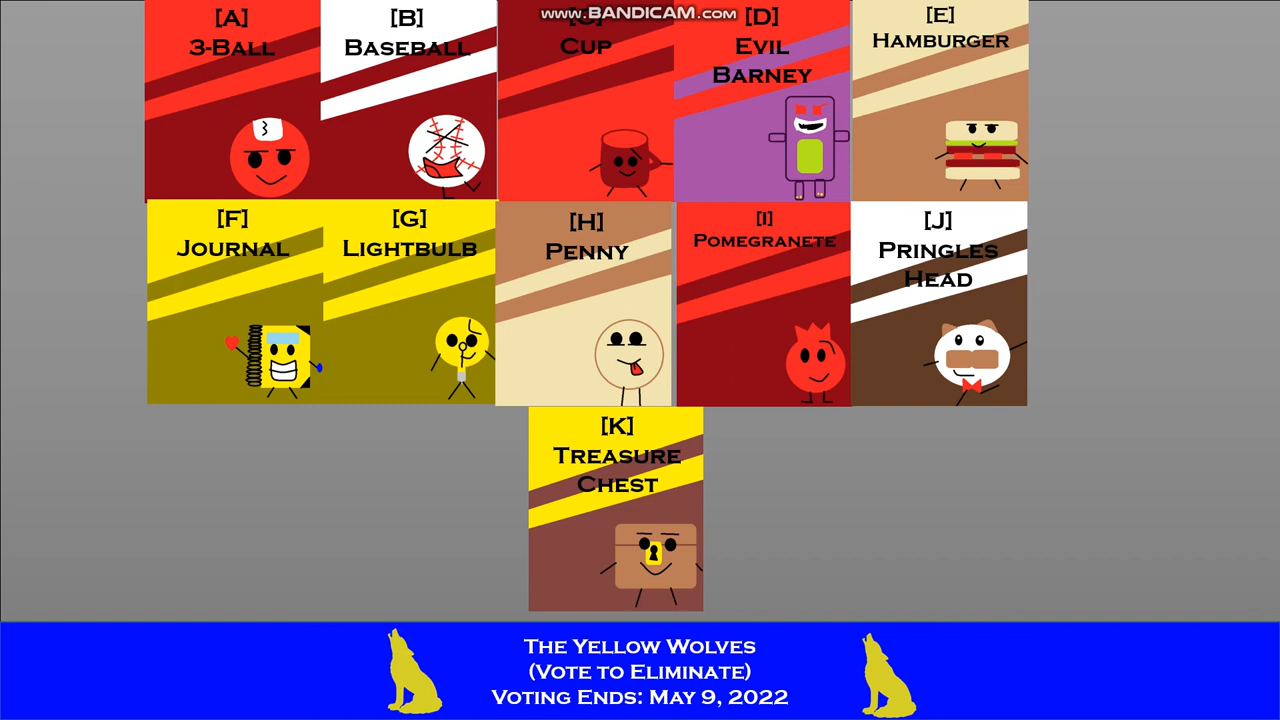 www.BANDICAM.com
[A]
3-Ball
[B]
Baseball
[C]
Cup
[D]
Evil
Barney
[E]
Hamburger
[F]
Journal
[G]
Lightbulb
[H]
Penny
[I]
Pomegranete
[J]
Pringles
Head
[K]
Treasure
Chest
The Yellow Wolves
(Vote to Eliminate)
Voting Ends: May 9, 2022